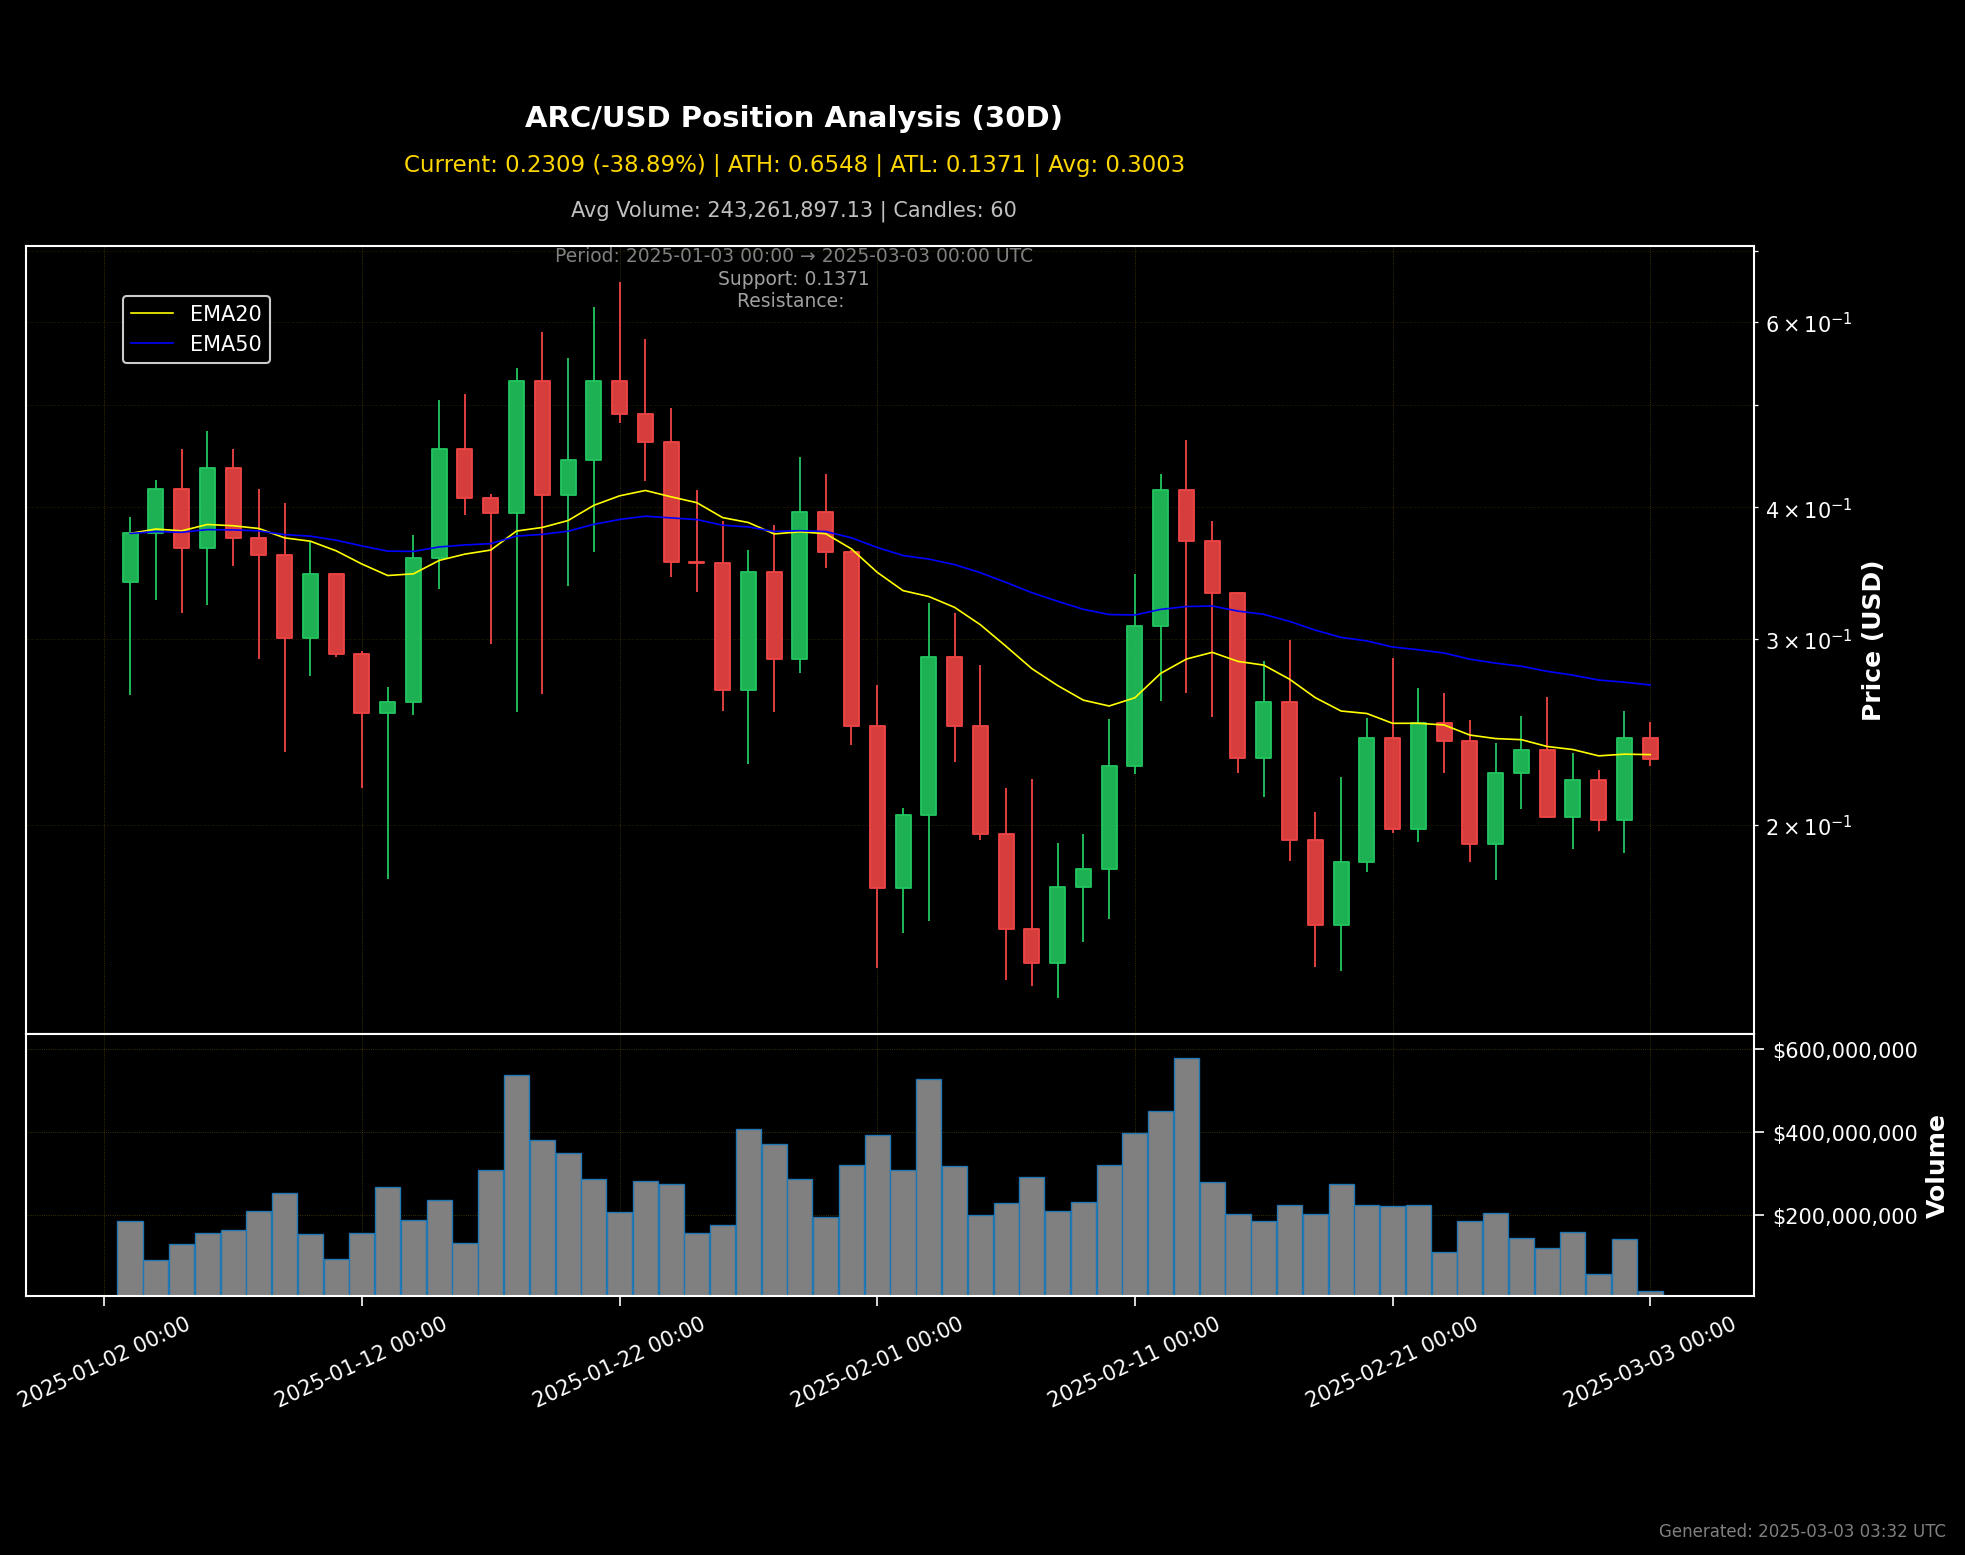 ARC/USD Position Analysis (30D)
Current: 0.2309 (-38.89%) | ATH: 0.6548 | ATL: 0.1371 | Avg: 0.3003
Avg Volume: 243,261,897.13 | Candles: 60
Period: 2025-01-03 00:00 → 2025-03-03 00:00 UTC
Support: 0.1371
Resistance:
EMA20
EMA50
6 × 10⁻¹
4 × 10⁻¹
3 × 10⁻¹
2 × 10⁻¹
Price (USD)
$600,000,000
$400,000,000
$200,000,000
Volume
2025-01-02 00:00
2025-01-12 00:00
2025-01-22 00:00
2025-02-01 00:00
2025-02-11 00:00
2025-02-21 00:00
2025-03-03 00:00
Generated: 2025-03-03 03:32 UTC